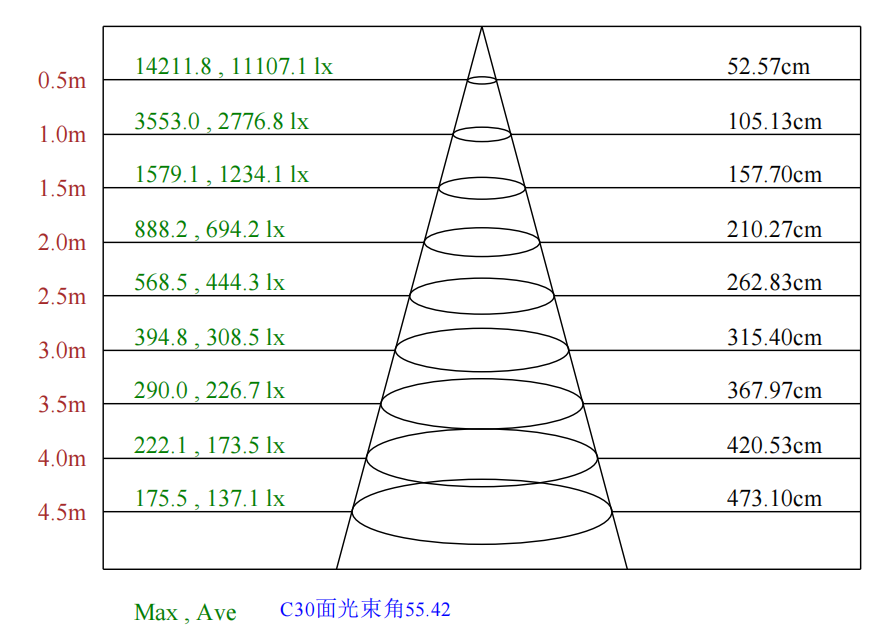 14211.8 , 11107.1 lx 52.57cm
0.5m
3553.0 , 2776.8 lx 105.13cm
1.0m
1579.1 , 1234.1 lx 157.70cm
1.5m
888.2 , 694.2 lx 210.27cm
2.0m
568.5 , 444.3 lx 262.83cm
2.5m
394.8 , 308.5 lx 315.40cm
3.0m
290.0 , 226.7 lx 367.97cm
3.5m
222.1 , 173.5 lx 420.53cm
4.0m
175.5 , 137.1 lx 473.10cm
4.5m
Max , Ave C30面光束角55.42